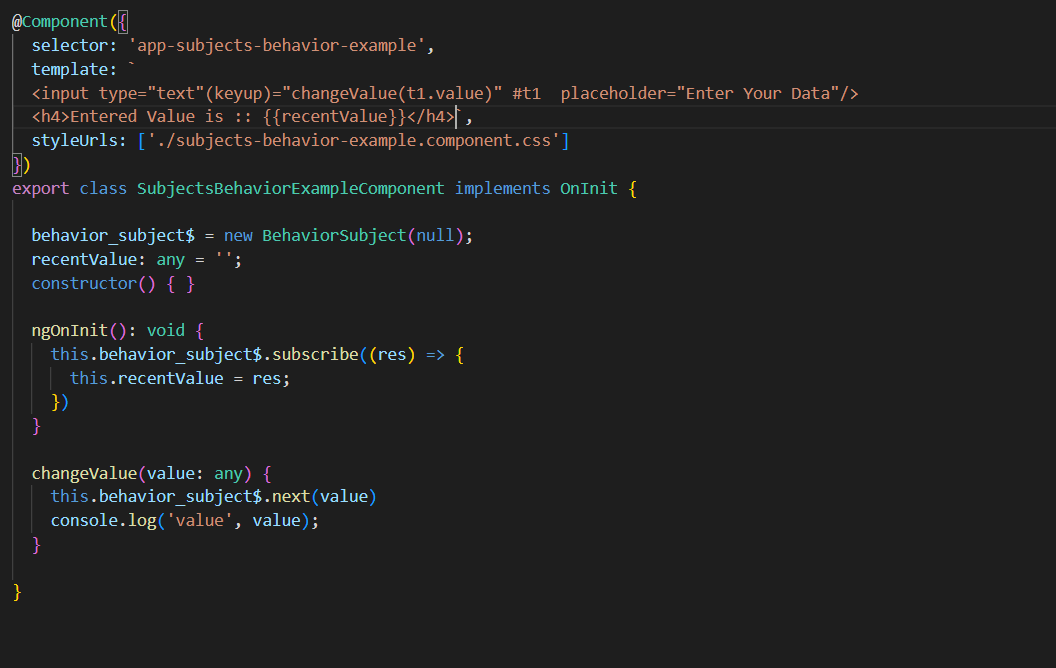 @Component({
  selector: 'app-subjects-behavior-example',
  template: `
  <input type="text"(keyup)="changeValue(t1.value)" #t1  placeholder="Enter Your Data"/>
  <h4>Entered Value is :: {{recentValue}}</h4>`,
  styleUrls: ['./subjects-behavior-example.component.css']
})
export class SubjectsBehaviorExampleComponent implements OnInit {
  behavior_subject$ = new BehaviorSubject(null);
  recentValue: any = '';
  constructor() { }
  ngOnInit(): void {
    this.behavior_subject$.subscribe((res) => {
      this.recentValue = res;
    })
  }
  changeValue(value: any) {
    this.behavior_subject$.next(value)
    console.log('value', value);
  }
}